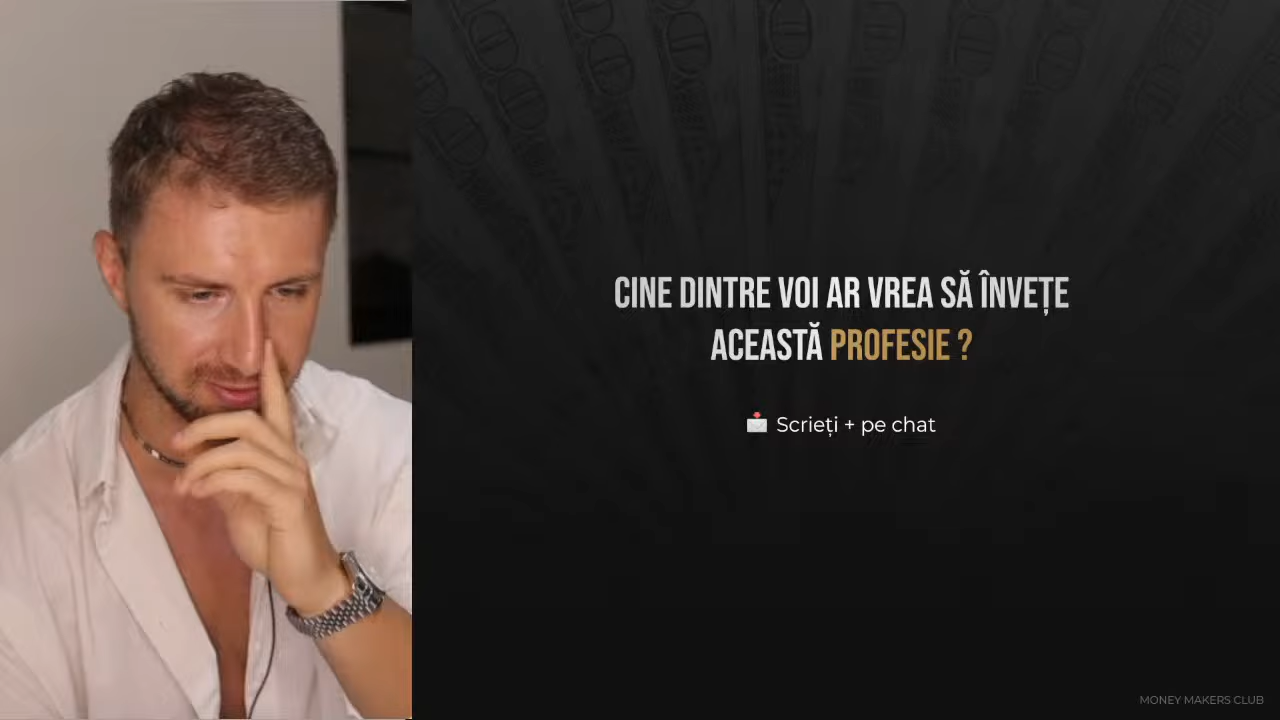 CINE DINTRE VOI AR VREA SĂ ÎNVEȚE
ACEASTĂ PROFESIE ?
Scrieți + pe chat
MONEY MAKERS CLUB